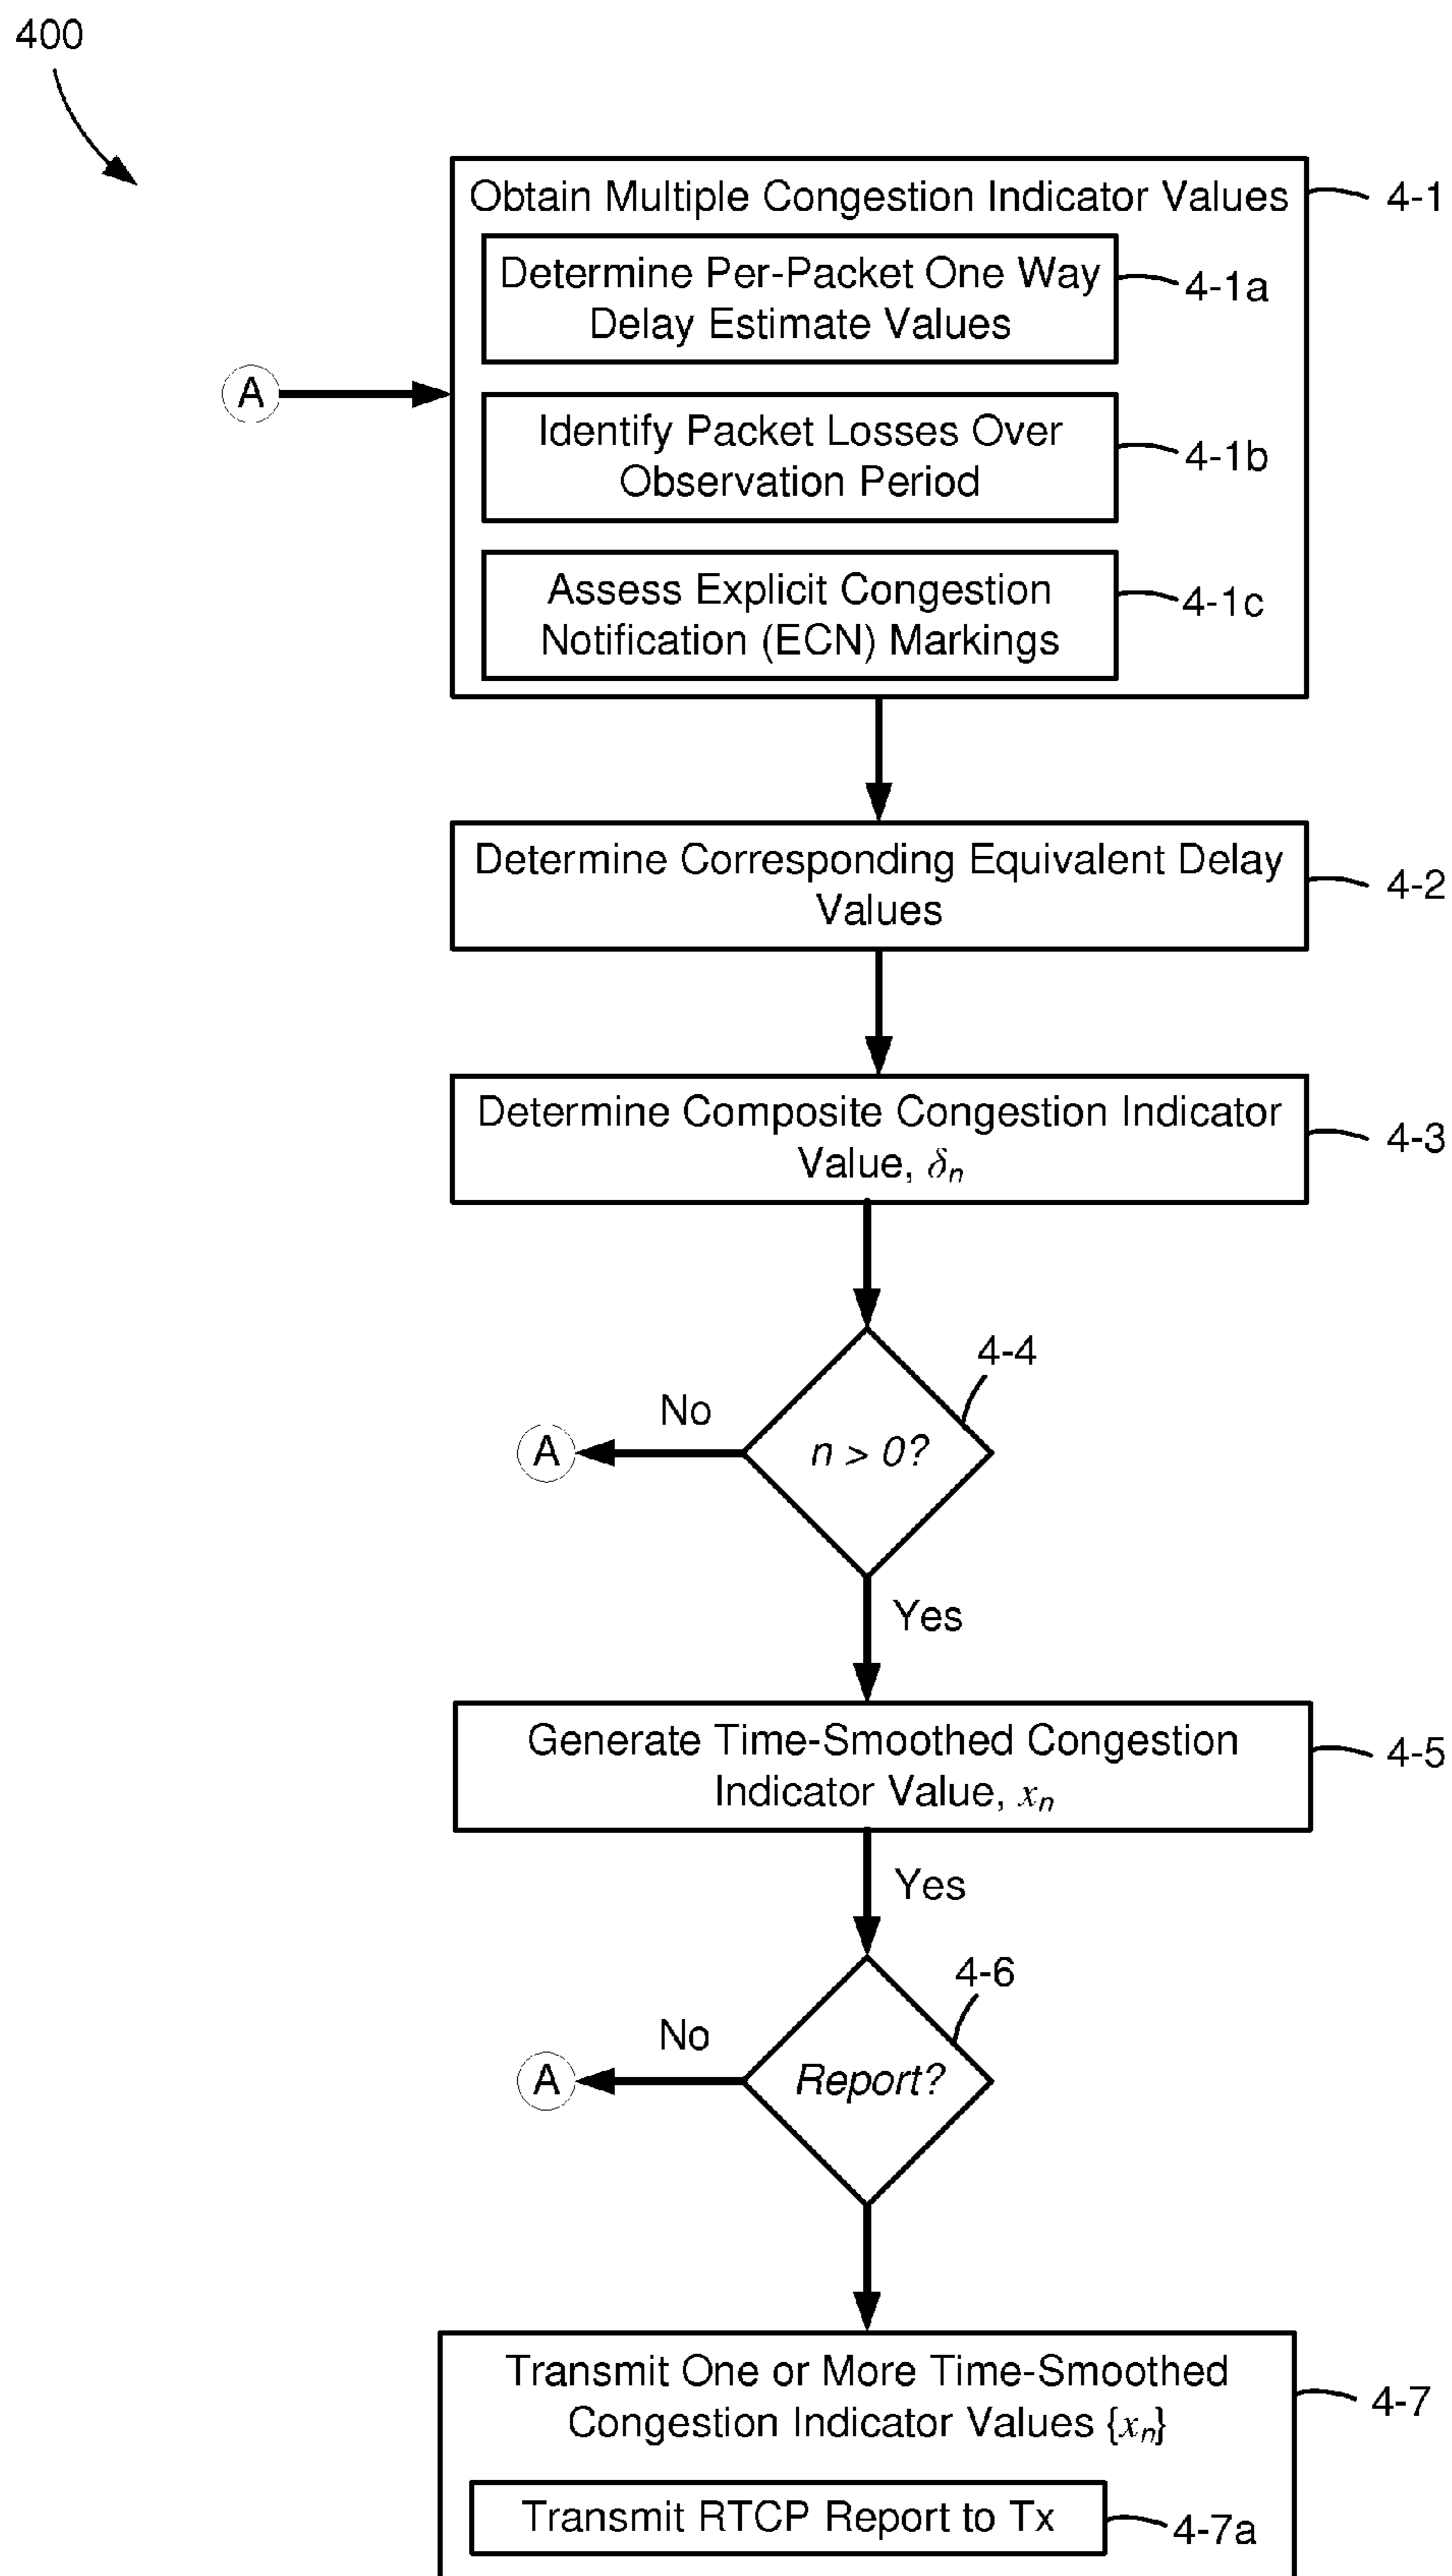 400
Obtain Multiple Congestion Indicator Values
4-1
Determine Per-Packet One Way
Delay Estimate Values
4-1a
A
Identify Packet Losses Over
Observation Period
4-1b
Assess Explicit Congestion
Notification (ECN) Markings
4-1c
Determine Corresponding Equivalent Delay
Values
4-2
Determine Composite Congestion Indicator
Value, δn
4-3
4-4
No
A
n > 0?
Yes
Generate Time-Smoothed Congestion
Indicator Value, xn
4-5
Yes
4-6
No
A
Report?
Transmit One or More Time-Smoothed
Congestion Indicator Values {xn}
4-7
Transmit RTCP Report to Tx
4-7a